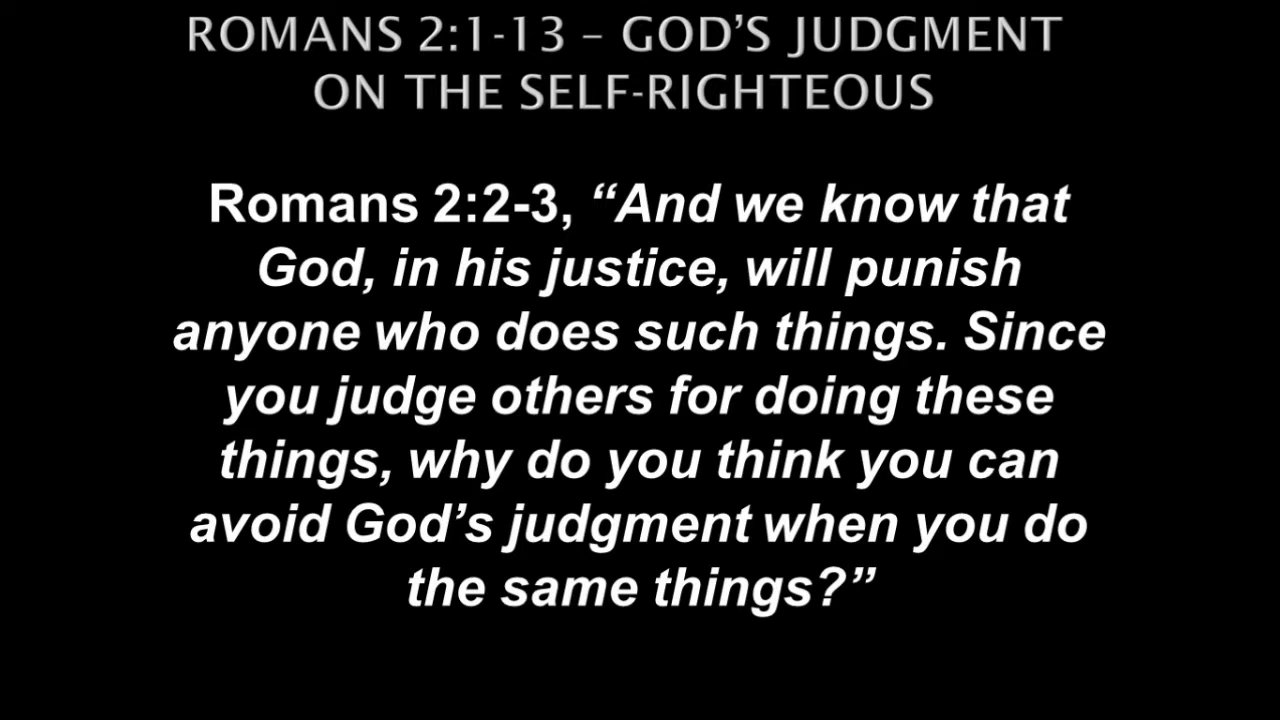 ROMANS 2:1-13 – GOD’S JUDGMENT
ON THE SELF-RIGHTEOUS
Romans 2:2-3, “And we know that
God, in his justice, will punish
anyone who does such things. Since
you judge others for doing these
things, why do you think you can
avoid God’s judgment when you do
the same things?”